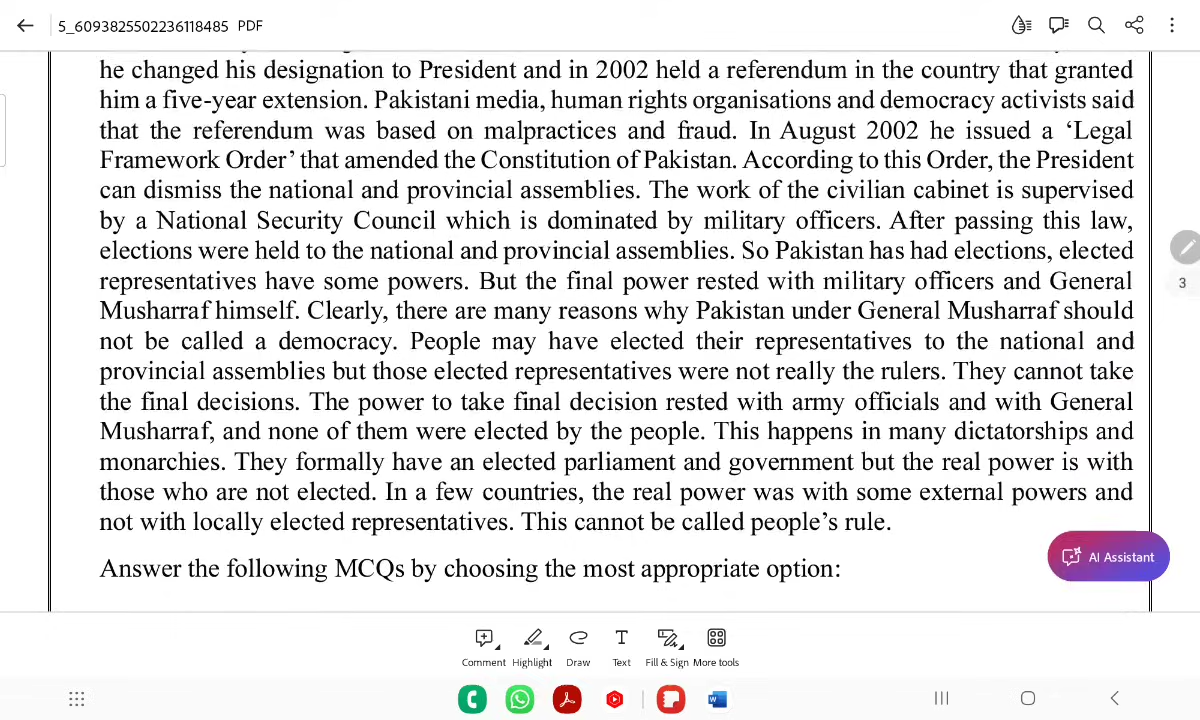 5_6093825502236118485 PDF
he changed his designation to President and in 2002 held a referendum in the country that granted
him a five-year extension. Pakistani media, human rights organisations and democracy activists said
that the referendum was based on malpractices and fraud. In August 2002 he issued a ‘Legal
Framework Order’ that amended the Constitution of Pakistan. According to this Order, the President
can dismiss the national and provincial assemblies. The work of the civilian cabinet is supervised
by a National Security Council which is dominated by military officers. After passing this law,
elections were held to the national and provincial assemblies. So Pakistan has had elections, elected
representatives have some powers. But the final power rested with military officers and General
Musharraf himself. Clearly, there are many reasons why Pakistan under General Musharraf should
not be called a democracy. People may have elected their representatives to the national and
provincial assemblies but those elected representatives were not really the rulers. They cannot take
the final decisions. The power to take final decision rested with army officials and with General
Musharraf, and none of them were elected by the people. This happens in many dictatorships and
monarchies. They formally have an elected parliament and government but the real power is with
those who are not elected. In a few countries, the real power was with some external powers and
not with locally elected representatives. This cannot be called people’s rule.
Answer the following MCQs by choosing the most appropriate option:
3
AI Assistant
T
Comment Highlight Draw Text Fill & Sign More tools
W